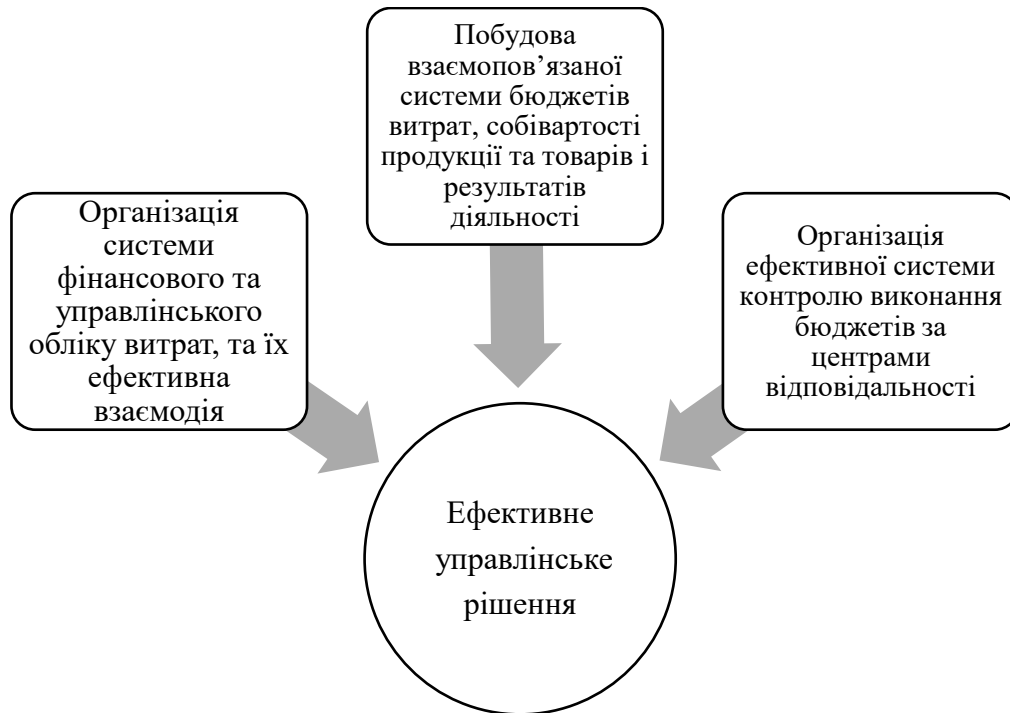 Організація
системи
фінансового та
управлінського
обліку витрат, та їх
ефективна
взаємодія
Побудова
взаємопов’язаної
системи бюджетів
витрат, собівартості
продукції та товарів і
результатів
діяльності
Організація
ефективної системи
контролю виконання
бюджетів за
центрами
відповідальності
Ефективне
управлінське
рішення